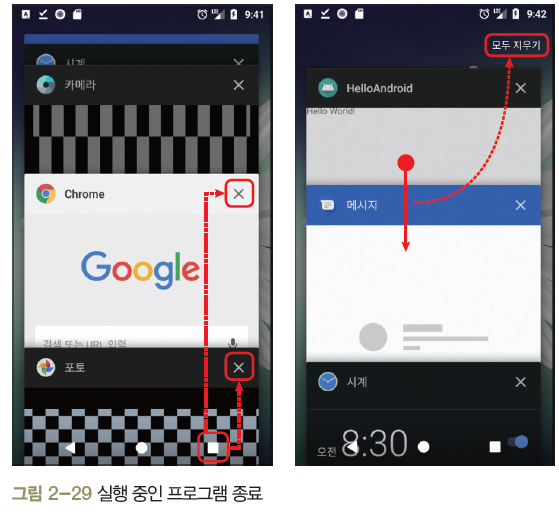 LTE 9:41
시계
카메라
Chrome
Google
검색 또는 URL 입력
포토
LTE 9:42
모두 지우기
HelloAndroid
Hello World!
메시지
시계
오전 8:30
그림 2-29 실행 중인 프로그램 종료